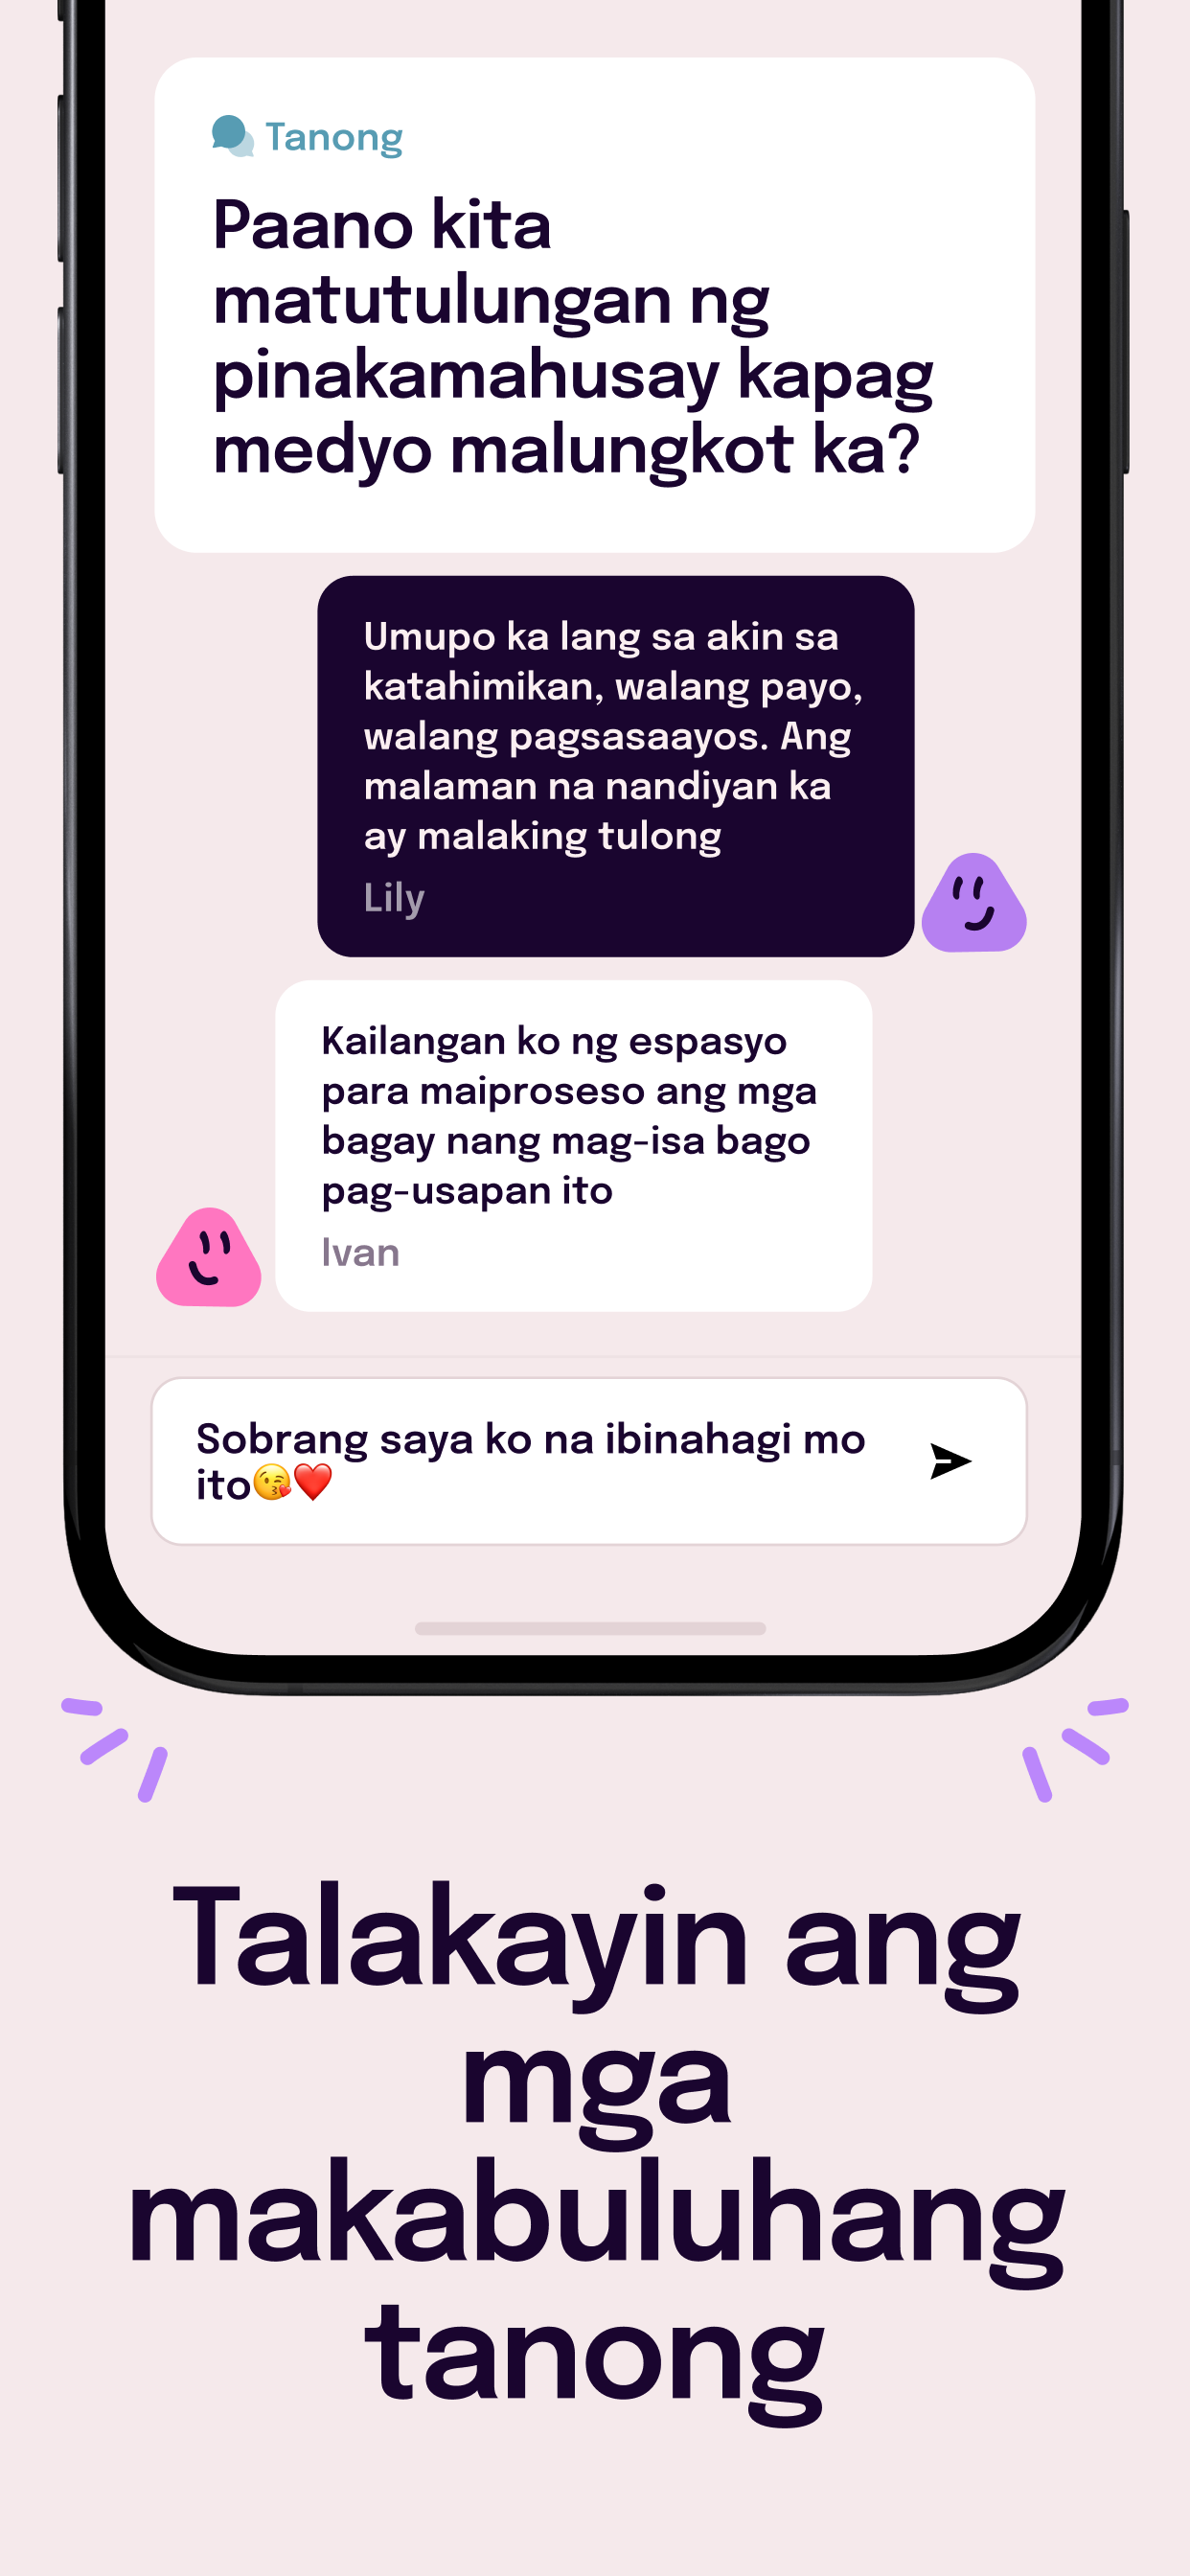 Tanong
Paano kita
matutulungan ng
pinakamahusay kapag
medyo malungkot ka?
Umupo ka lang sa akin sa
katahimikan, walang payo,
walang pagsasaayos. Ang
malaman na nandiyan ka
ay malaking tulong
Lily
Kailangan ko ng espasyo
para maiproseso ang mga
bagay nang mag-isa bago
pag-usapan ito
Ivan
Sobrang saya ko na ibinahagi mo
ito😘❤️
Talakayin ang
mga
makabuluhang
tanong